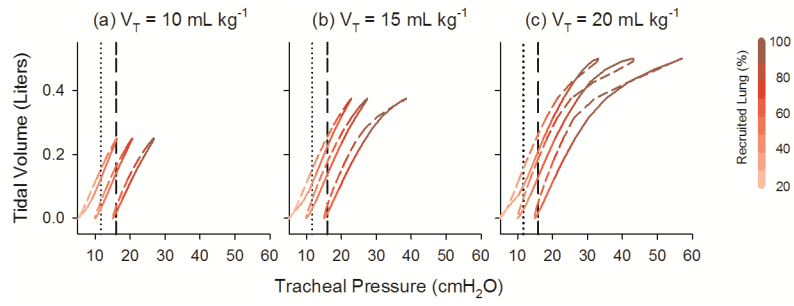 (a) V_T = 10 mL kg⁻¹
(b) V_T = 15 mL kg⁻¹
(c) V_T = 20 mL kg⁻¹
Tidal Volume (Liters)
0.4
0.2
0.0
10 20 30 40 50 60
10 20 30 40 50 60
10 20 30 40 50 60
Tracheal Pressure (cmH₂O)
Recruited Lung (%)
100
80
60
40
20